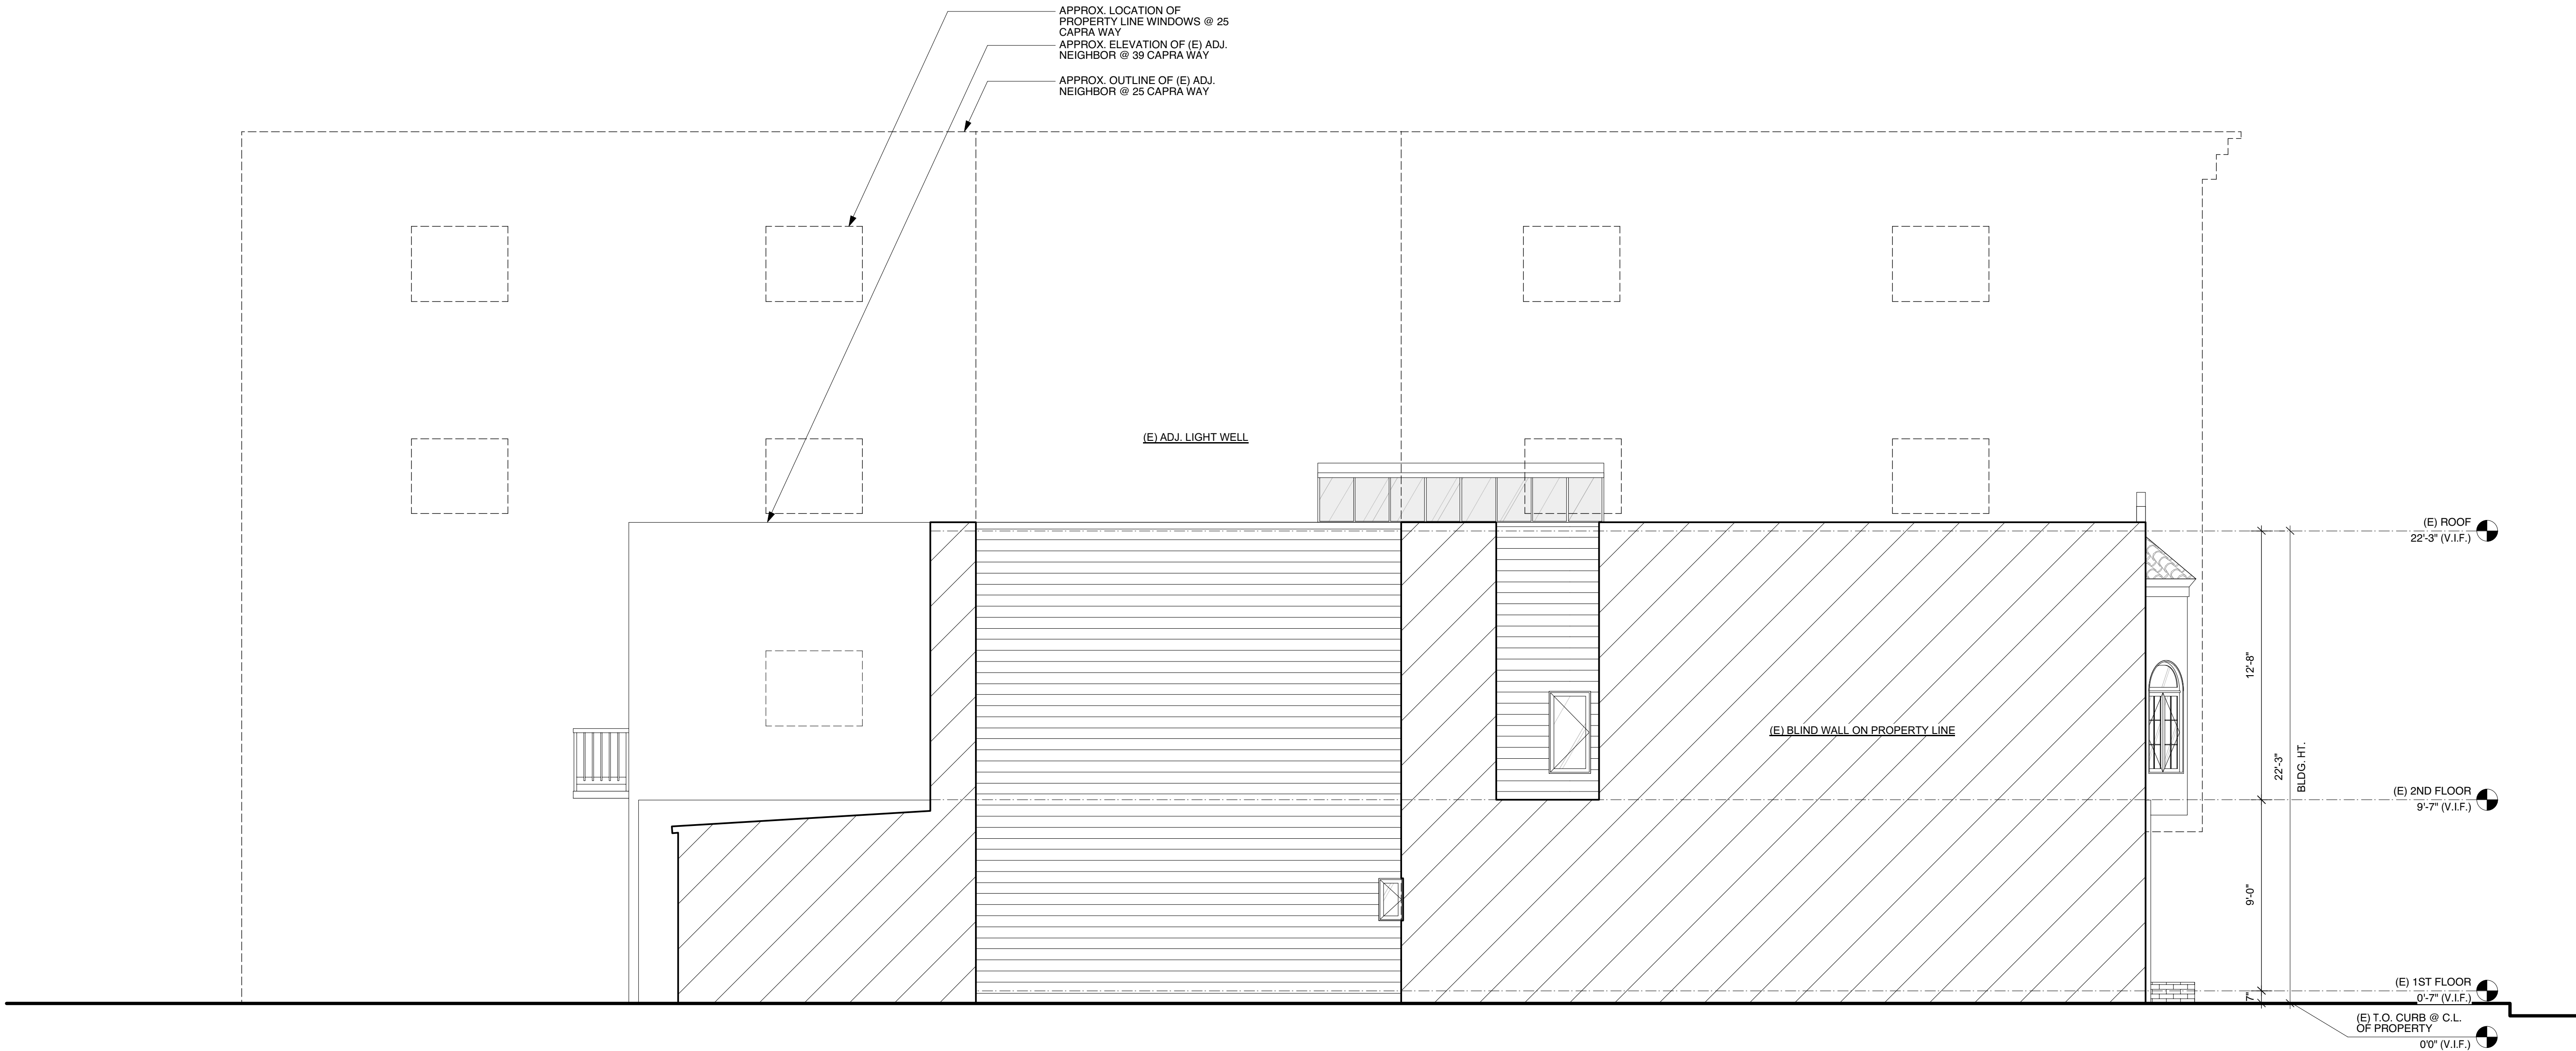 APPROX. LOCATION OF
PROPERTY LINE WINDOWS @ 25
CAPRA WAY
APPROX. ELEVATION OF (E) ADJ.
NEIGHBOR @ 39 CAPRA WAY
APPROX. OUTLINE OF (E) ADJ.
NEIGHBOR @ 25 CAPRA WAY
(E) ADJ. LIGHT WELL
(E) ROOF
22'-3" (V.I.F.)
12'-8"
(E) BLIND WALL ON PROPERTY LINE
22'-3"
BLDG. HT.
(E) 2ND FLOOR
9'-7" (V.I.F.)
9'-0"
(E) 1ST FLOOR
0'-7" (V.I.F.)
7"
(E) T.O. CURB @ C.L.
OF PROPERTY
0'0" (V.I.F.)